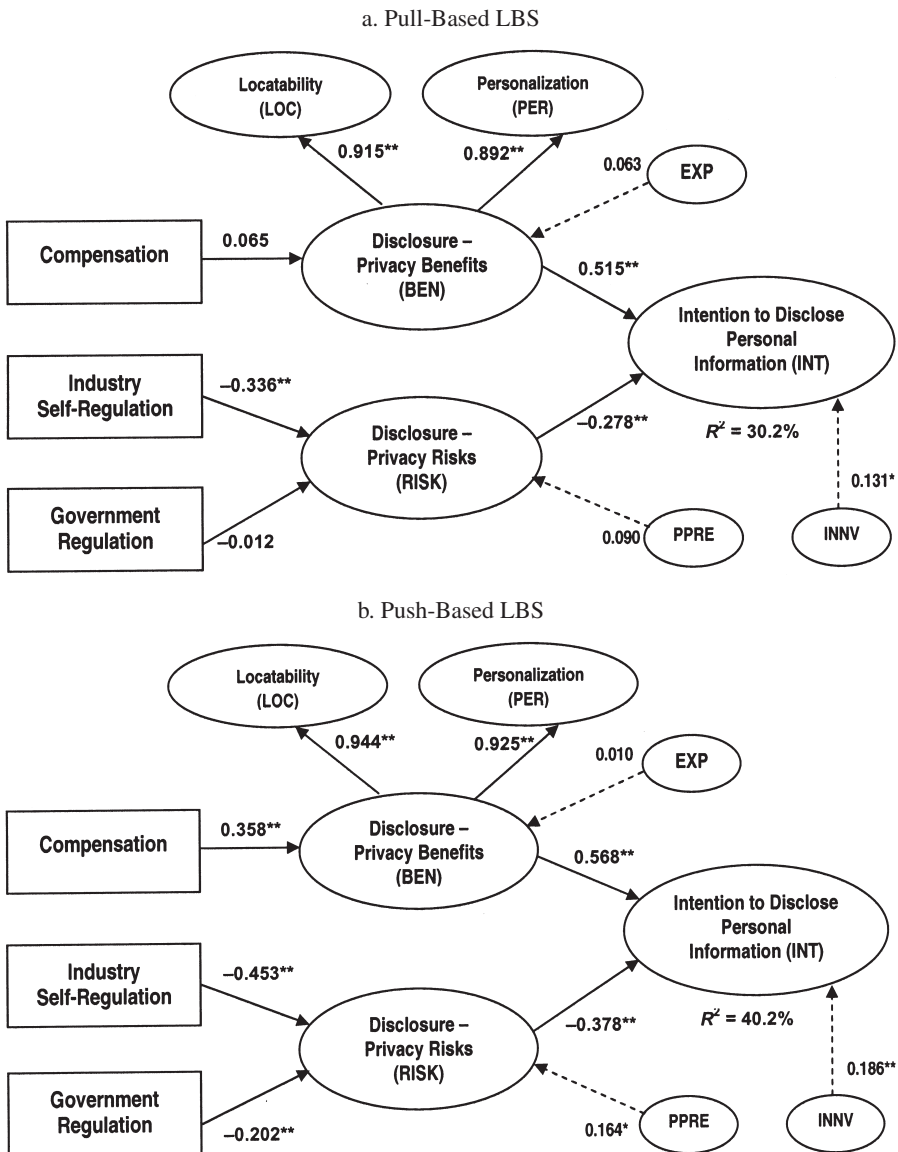 a. Pull-Based LBS
Locatability
(LOC)
Personalization
(PER)
0.915**
0.892**
0.063
EXP
Compensation
0.065
Disclosure –
Privacy Benefits
(BEN)
0.515**
Intention to Disclose
Personal
Information (INT)
Industry
Self-Regulation
–0.336**
Disclosure –
Privacy Risks
(RISK)
–0.278**
R² = 30.2%
0.131*
Government
Regulation
–0.012
0.090
PPRE
INNV
b. Push-Based LBS
Locatability
(LOC)
Personalization
(PER)
0.944**
0.925**
0.010
EXP
Compensation
0.358**
Disclosure –
Privacy Benefits
(BEN)
0.568**
Intention to Disclose
Personal
Information (INT)
Industry
Self-Regulation
–0.453**
Disclosure –
Privacy Risks
(RISK)
–0.378**
R² = 40.2%
0.186**
Government
Regulation
–0.202**
0.164*
PPRE
INNV